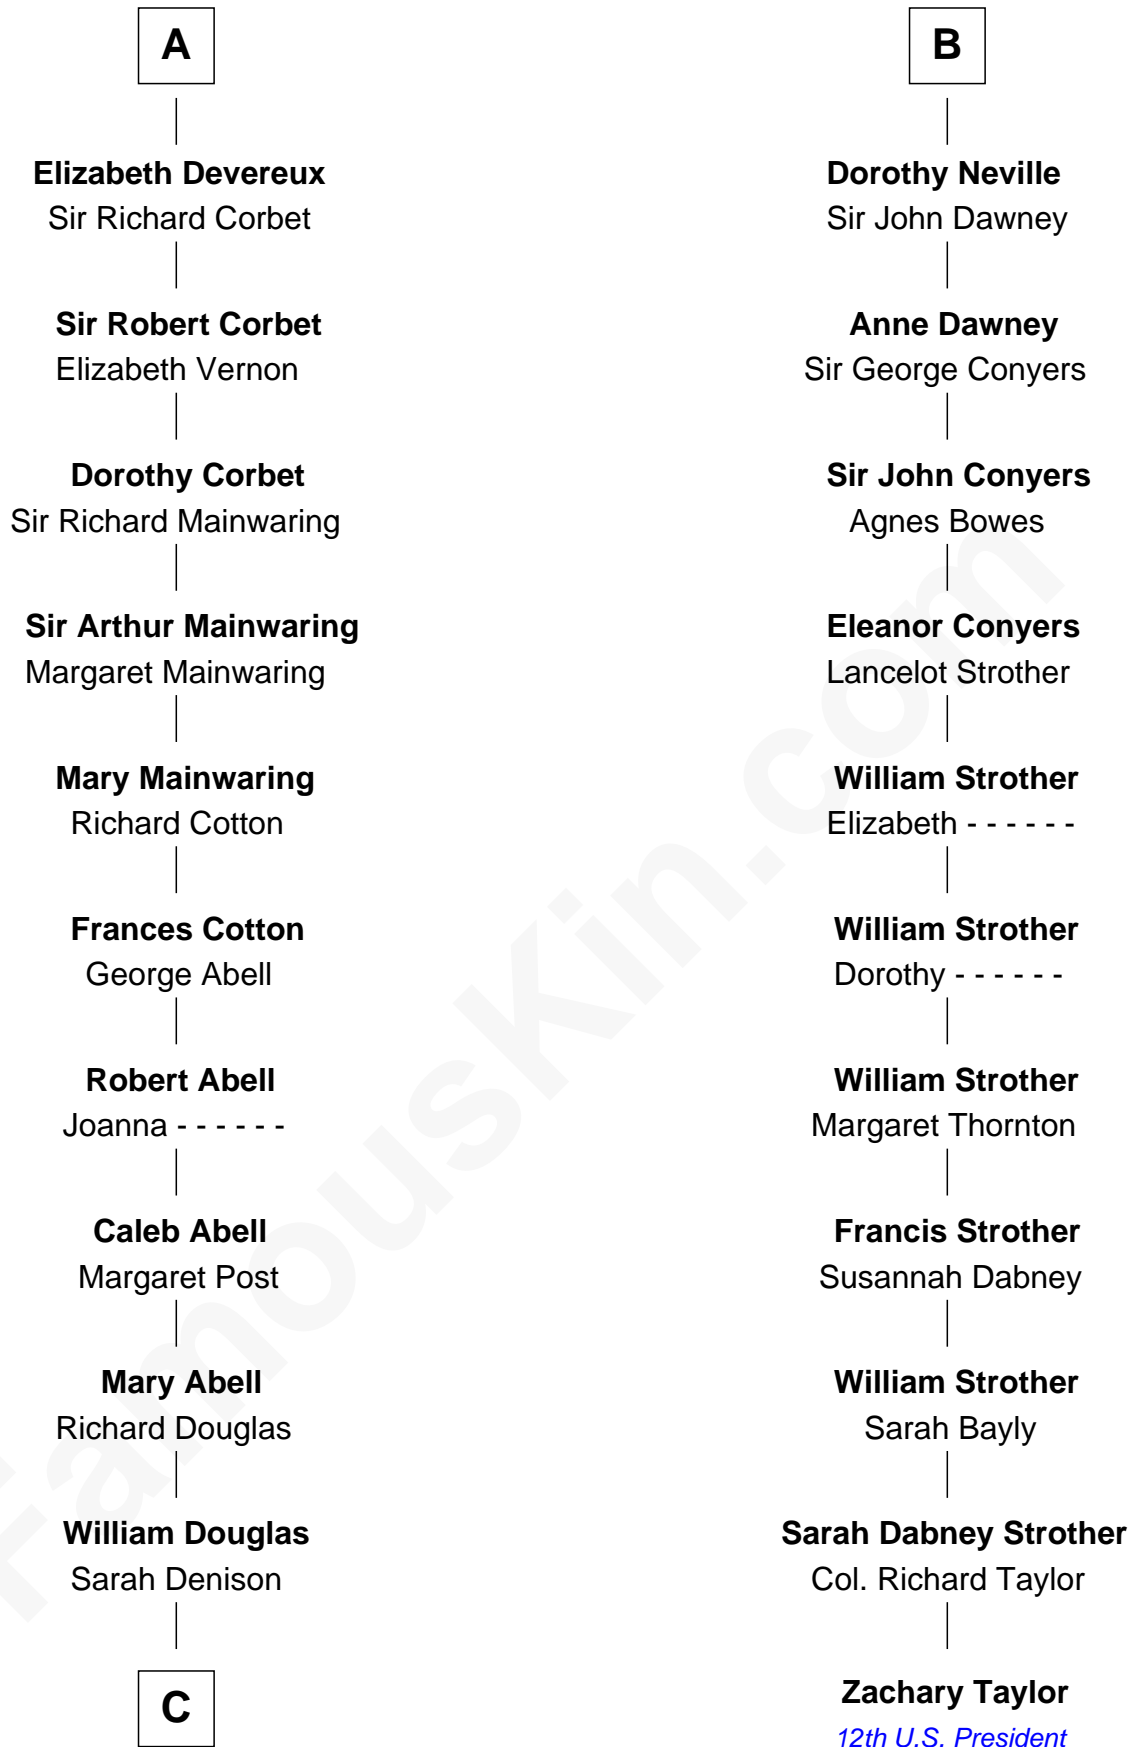 A
Elizabeth Devereux
Sir Richard Corbet
Sir Robert Corbet
Elizabeth Vernon
Dorothy Corbet
Sir Richard Mainwaring
Sir Arthur Mainwaring
Margaret Mainwaring
Mary Mainwaring
Richard Cotton
Frances Cotton
George Abell
Robert Abell
Joanna - - - - - -
Caleb Abell
Margaret Post
Mary Abell
Richard Douglas
William Douglas
Sarah Denison
C
B
Dorothy Neville
Sir John Dawney
Anne Dawney
Sir George Conyers
Sir John Conyers
Agnes Bowes
Eleanor Conyers
Lancelot Strother
William Strother
Elizabeth - - - - - -
William Strother
Dorothy - - - - - -
William Strother
Margaret Thornton
Francis Strother
Susannah Dabney
William Strother
Sarah Bayly
Sarah Dabney Strother
Col. Richard Taylor
Zachary Taylor
12th U.S. President
FamousKin.com